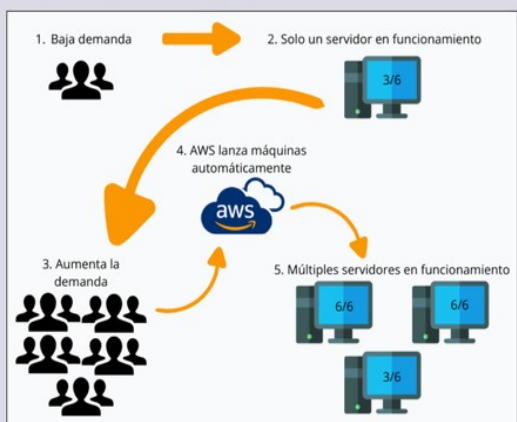 1. Baja demanda
2. Solo un servidor en funcionamiento
3/6
4. AWS lanza máquinas
automáticamente
aws
3. Aumenta la
demanda
5. Múltiples servidores en funcionamiento
6/6
6/6
3/6